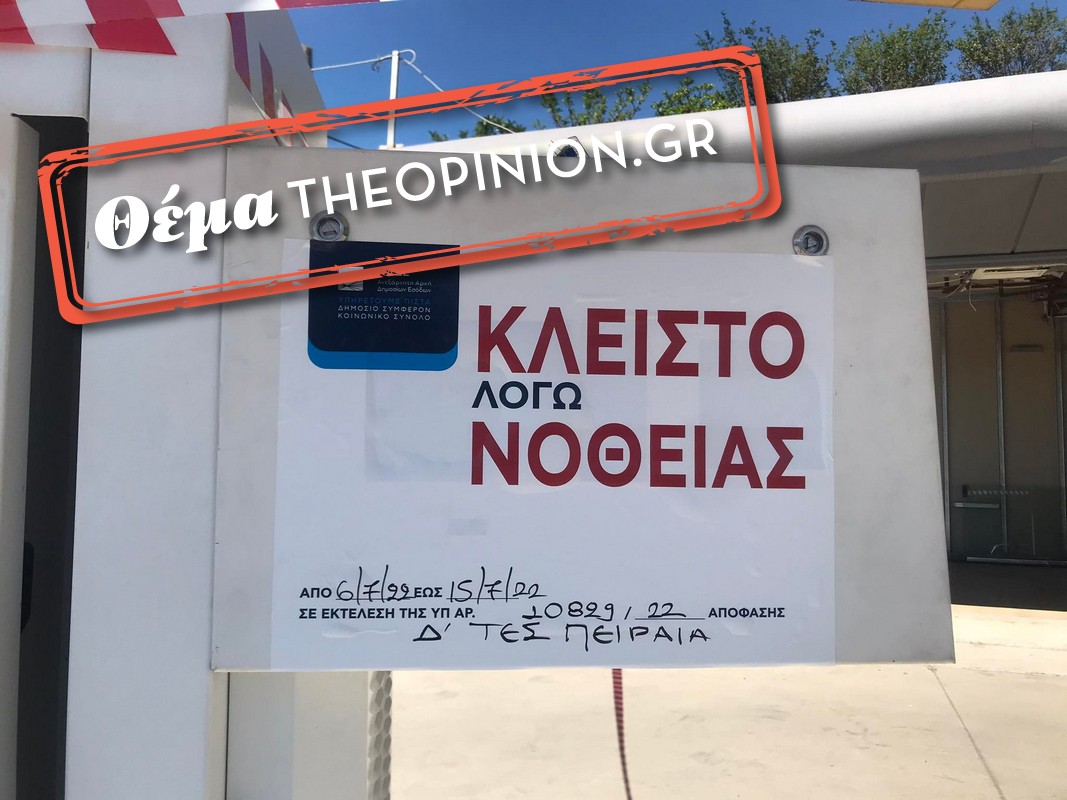 Θέμα THEOPINION.GR
Ανεξάρτητη Αρχή
Δημοσίων Εσόδων
ΥΠΗΡΕΤΟΥΜΕ ΠΙΣΤΑ
ΔΗΜΟΣΙΟ ΣΥΜΦΕΡΟΝ
ΚΟΙΝΩΝΙΚΟ ΣΥΝΟΛΟ
ΚΛΕΙΣΤΟ
ΛΟΓΩ
ΝΟΘΕΙΑΣ
ΑΠΟ 6/7/22 ΕΩΣ 15/7/22
ΣΕ ΕΚΤΕΛΕΣΗ ΤΗΣ ΥΠ ΑΡ. 10829, 22 ΑΠΟΦΑΣΗΣ
Δ' ΤΕΣ ΠΕΙΡΑΙΑ